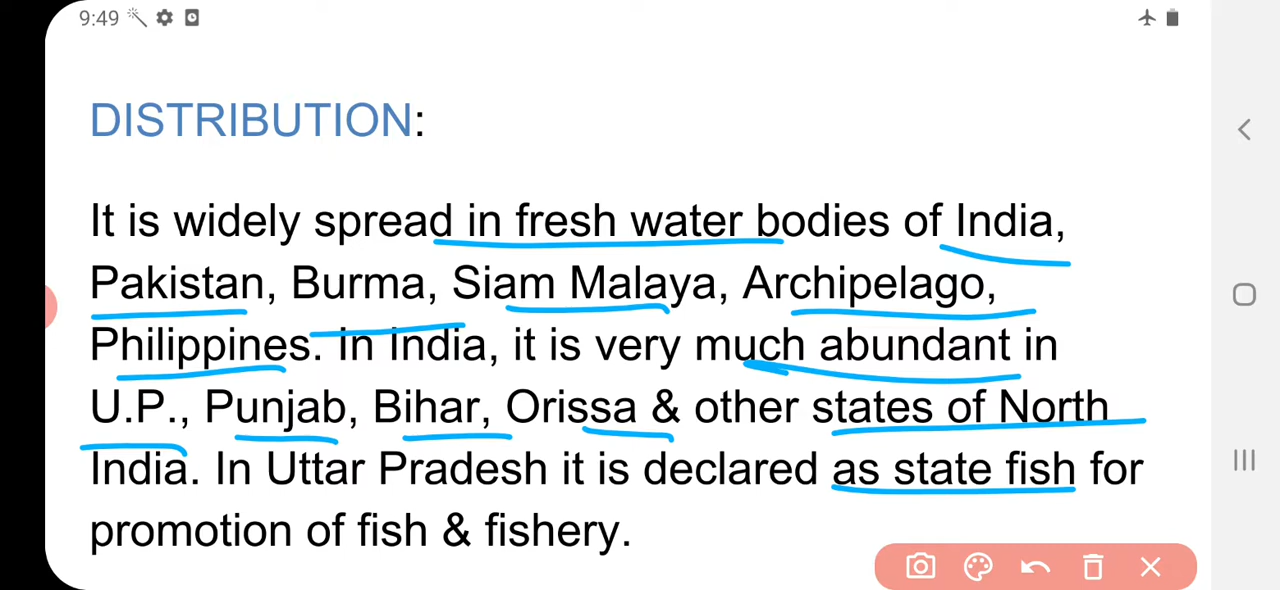 9:49
DISTRIBUTION:
It is widely spread in fresh water bodies of India,
Pakistan, Burma, Siam Malaya, Archipelago,
Philippines. In India, it is very much abundant in
U.P., Punjab, Bihar, Orissa & other states of North
India. In Uttar Pradesh it is declared as state fish for
promotion of fish & fishery.